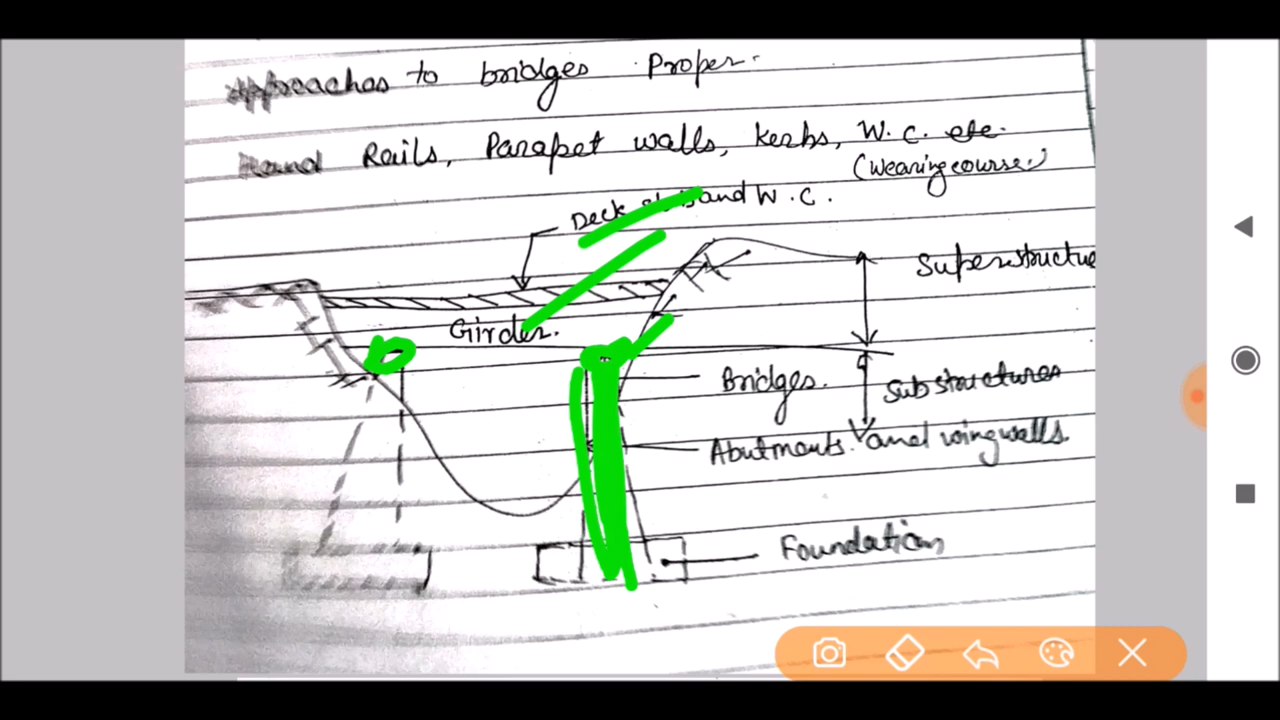 Approaches to bridges Proper.
Hand Rails, Parapet walls, Kerbs, W.C. etc.
(Wearing course)
Deck and W.C.
Superstructure
Girder.
Bridges.
Substructures
Abutments and wingwalls
Foundation